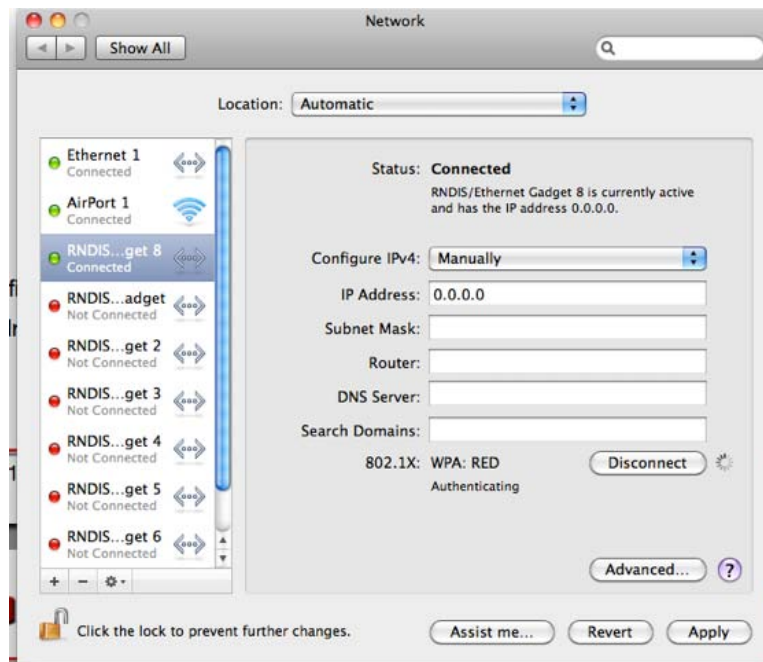 Network
Show All
Location: Automatic
Ethernet 1
Connected
AirPort 1
Connected
RNDIS...get 8
Connected
RNDIS...adget
Not Connected
RNDIS...get 2
Not Connected
RNDIS...get 3
Not Connected
RNDIS...get 4
Not Connected
RNDIS...get 5
Not Connected
RNDIS...get 6
Not Connected
Status: Connected
RNDIS/Ethernet Gadget 8 is currently active
and has the IP address 0.0.0.0.
Configure IPv4: Manually
IP Address: 0.0.0.0
Subnet Mask:
Router:
DNS Server:
Search Domains:
802.1X: WPA: RED Disconnect
Authenticating
Advanced... ?
Click the lock to prevent further changes.
Assist me... Revert Apply